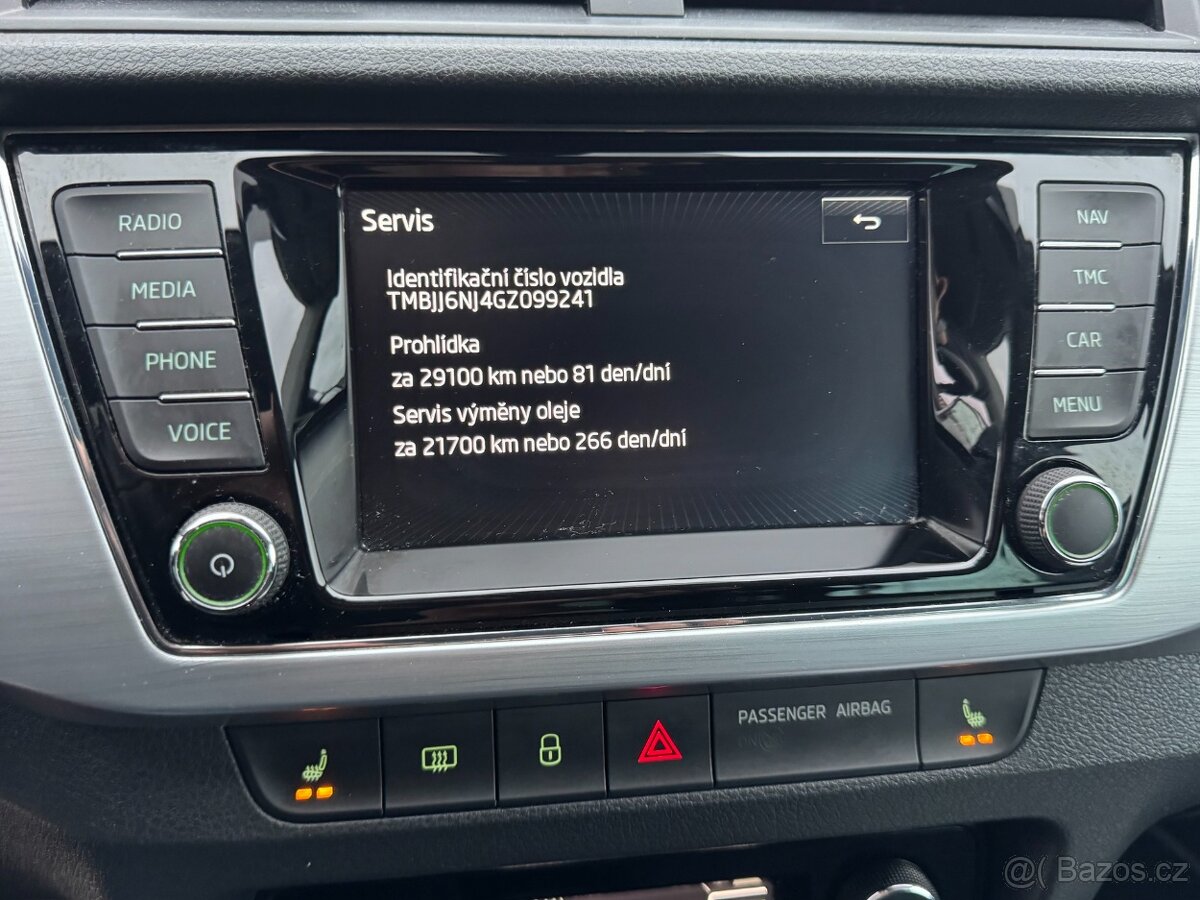 RADIO
MEDIA
PHONE
VOICE
Servis
Identifikační číslo vozidla
TMBJJ6NJ4GZ099241
Prohlídka
za 29100 km nebo 81 den/dní
Servis výměny oleje
za 21700 km nebo 266 den/dní
NAV
TMC
CAR
MENU
PASSENGER AIRBAG
@( Bazos.cz